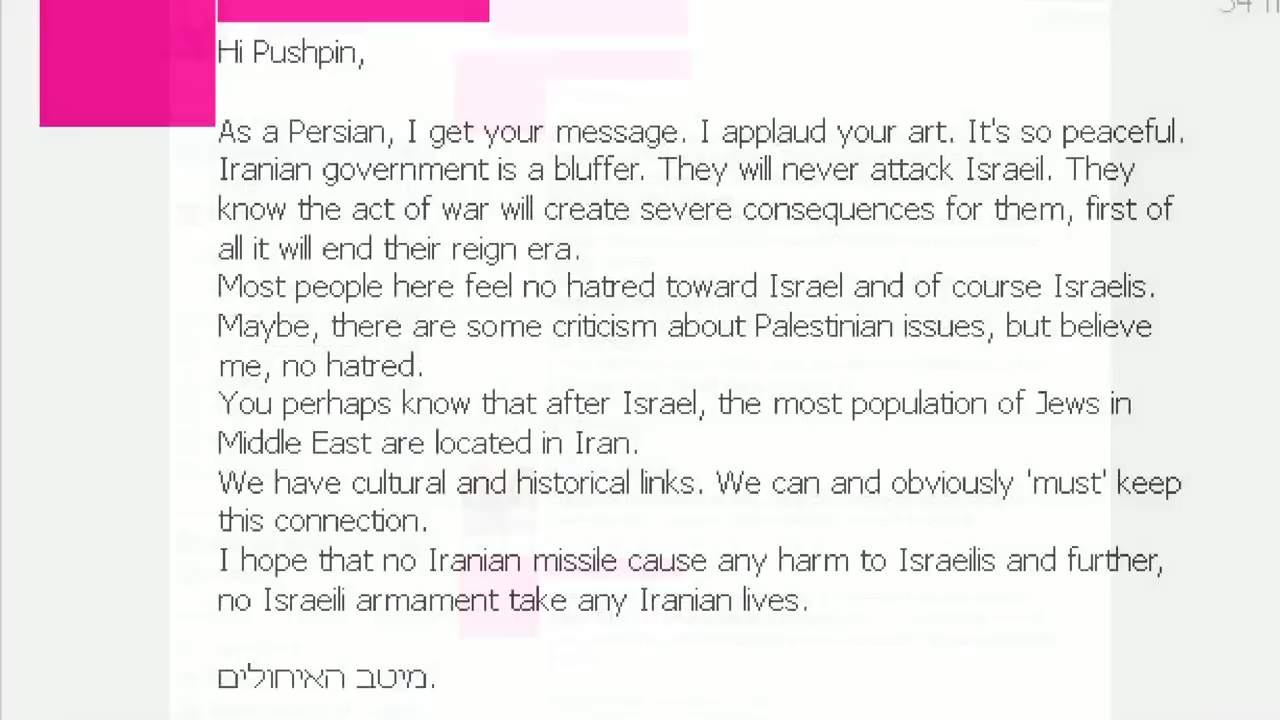 Hi Pushpin,
As a Persian, I get your message. I applaud your art. It's so peaceful.
Iranian government is a bluffer. They will never attack Israeil. They
know the act of war will create severe consequences for them, first of
all it will end their reign era.
Most people here feel no hatred toward Israel and of course Israelis.
Maybe, there are some criticism about Palestinian issues, but believe
me, no hatred.
You perhaps know that after Israel, the most population of Jews in
Middle East are located in Iran.
We have cultural and historical links. We can and obviously 'must' keep
this connection.
I hope that no Iranian missile cause any harm to Israeilis and further,
no Israeili armament take any Iranian lives.
מיטב האיחולים.